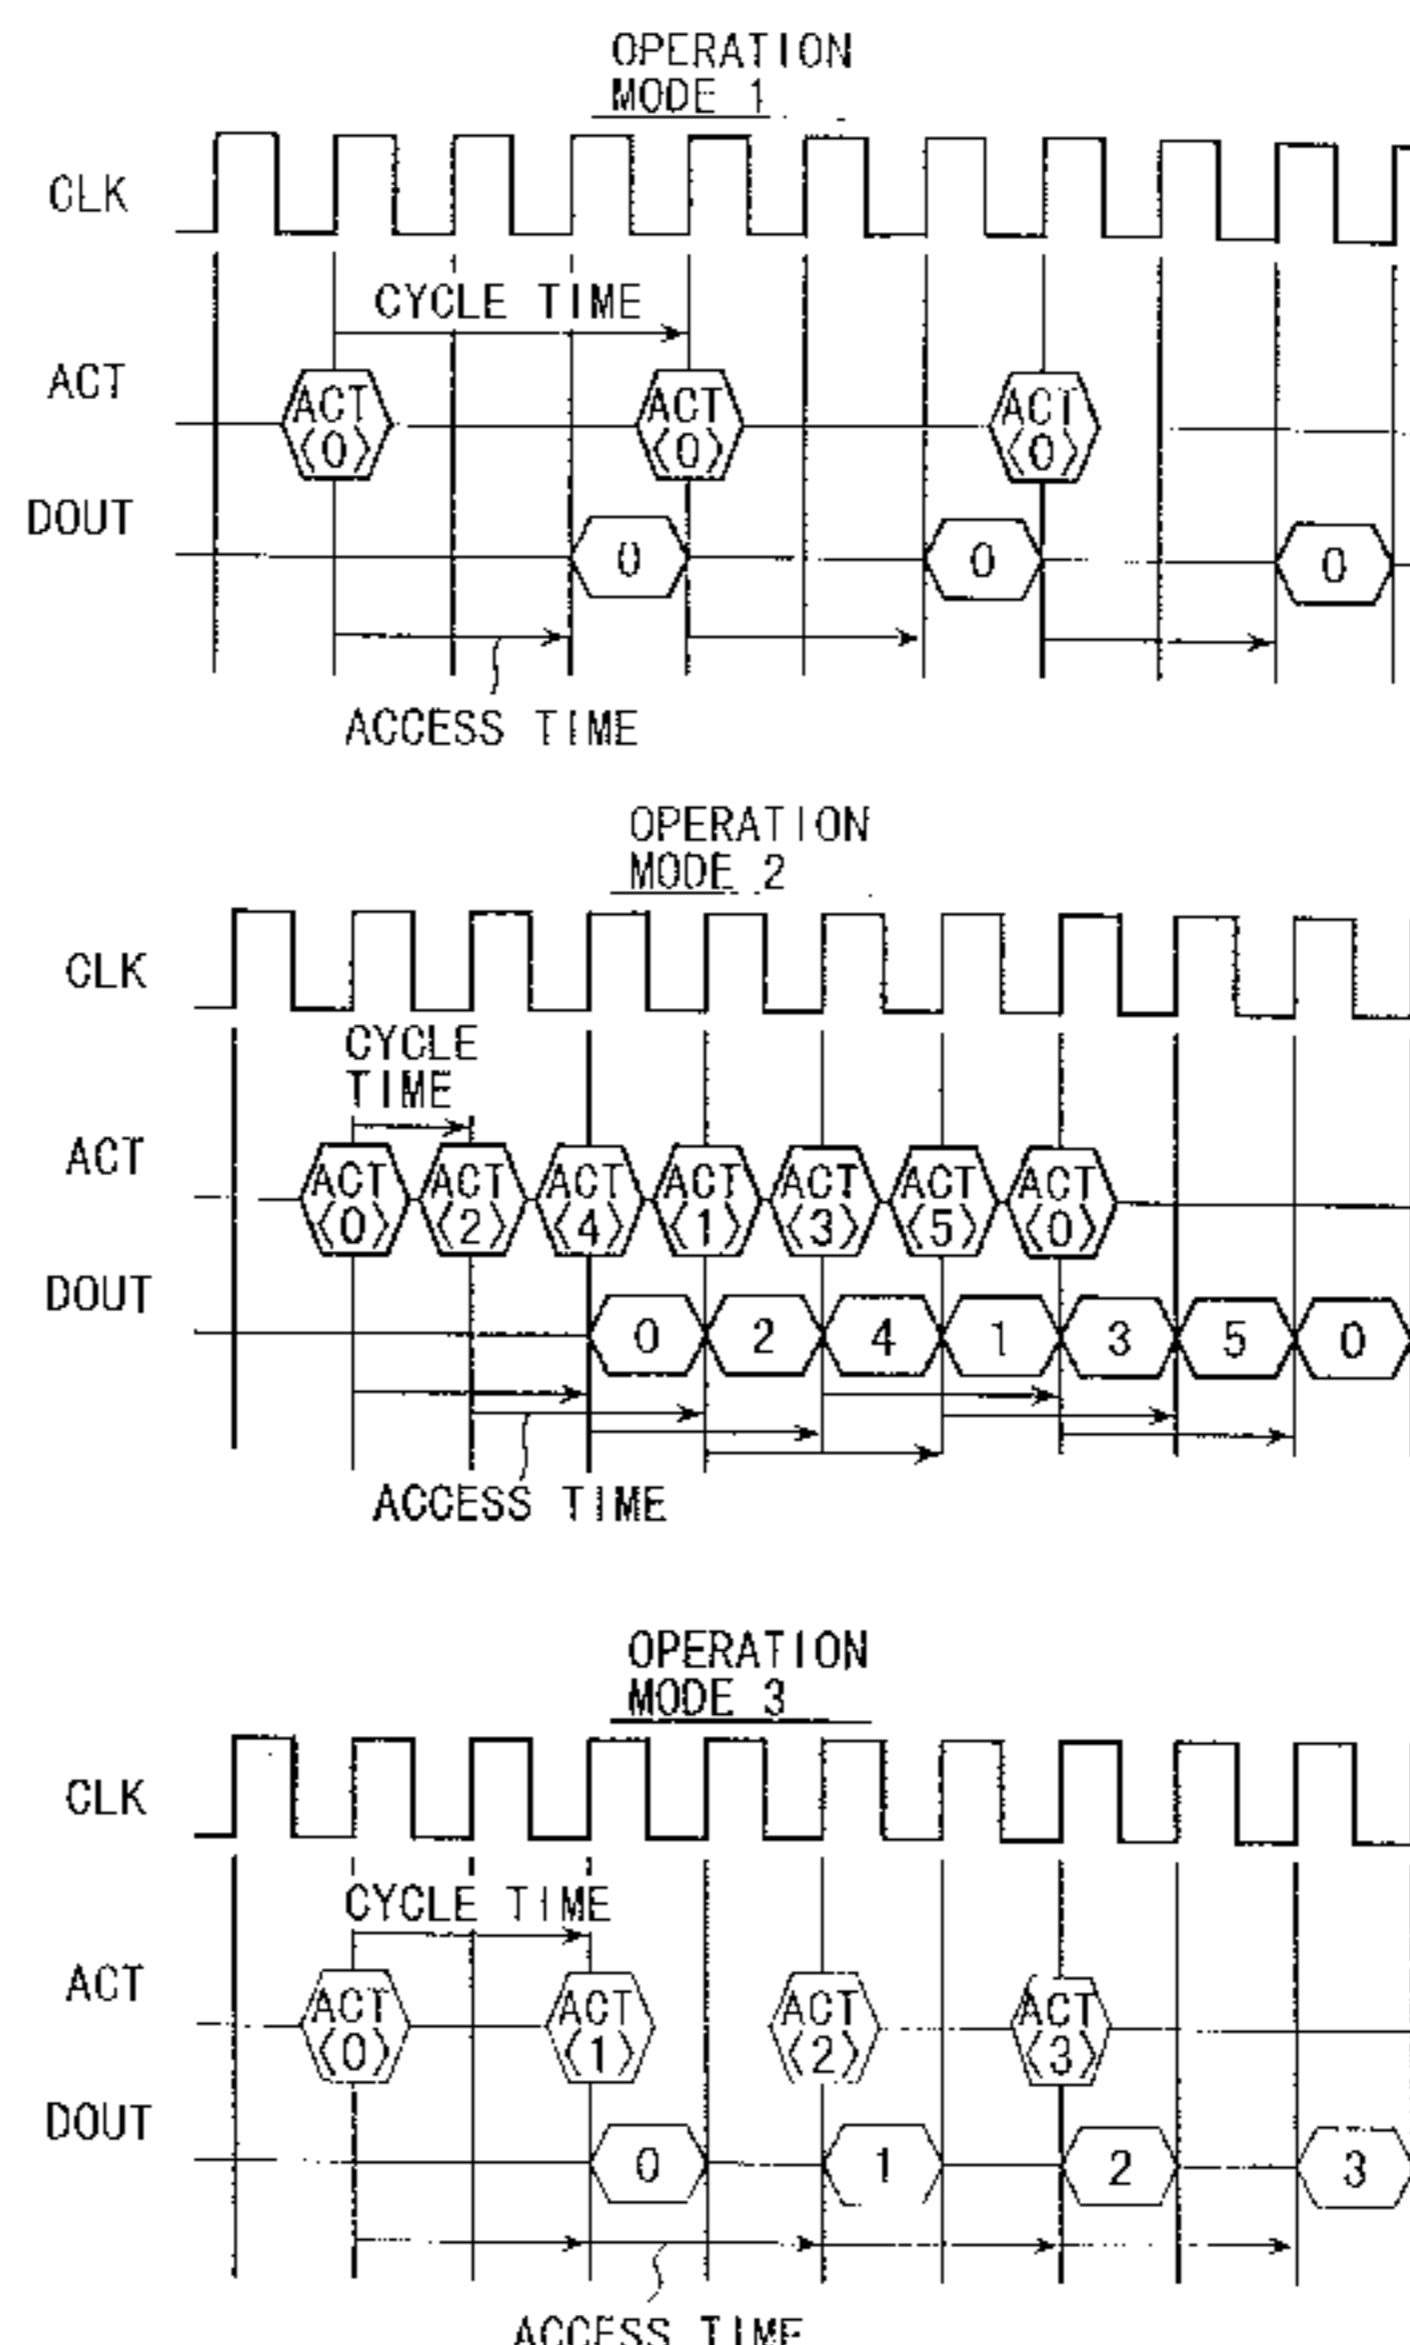 OPERATION
MODE 1
CLK
CYCLE TIME
ACT
ACT ACT ACT
⟨0⟩ ⟨0⟩ ⟨0⟩
DOUT
0 0 0
ACCESS TIME
OPERATION
MODE 2
CLK
CYCLE
TIME
ACT
ACT ACT ACT ACT ACT ACT ACT
⟨0⟩ ⟨2⟩ ⟨4⟩ ⟨1⟩ ⟨3⟩ ⟨5⟩ ⟨0⟩
DOUT
0 2 4 1 3 5 0
ACCESS TIME
OPERATION
MODE 3
CLK
CYCLE TIME
ACT
ACT ACT ACT ACT
⟨0⟩ ⟨1⟩ ⟨2⟩ ⟨3⟩
DOUT
0 1 2 3
ACCESS TIME